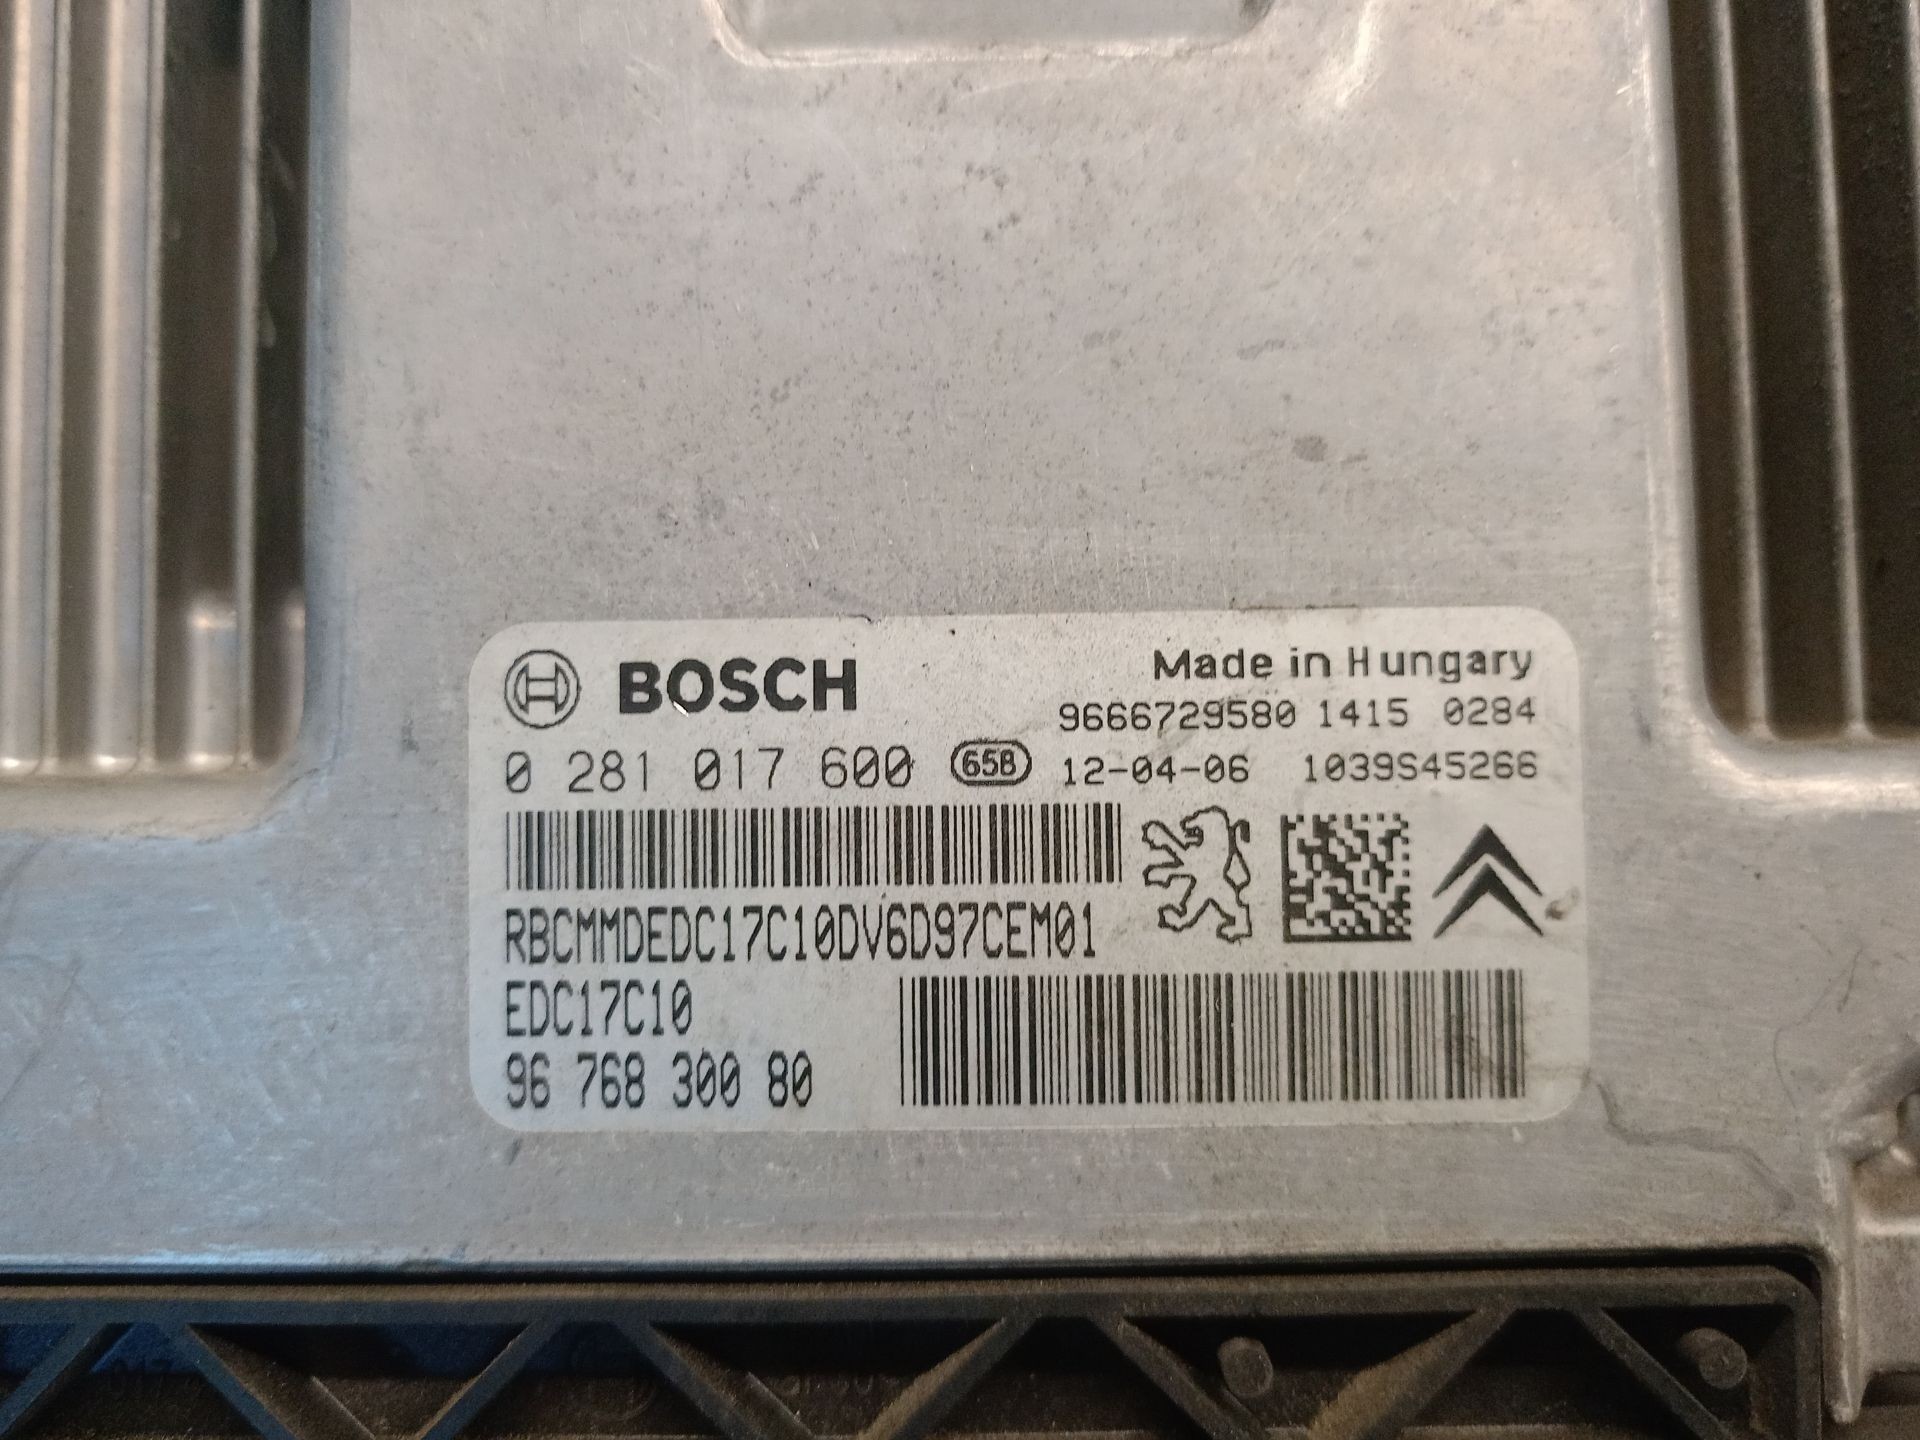 BOSCH
Made in Hungary
9666729580 1415 0284
0 281 017 600 658 12-04-06 1039S45266
RBCMMDEDC17C10DV6D97CEM01
EDC17C10
96 768 300 80